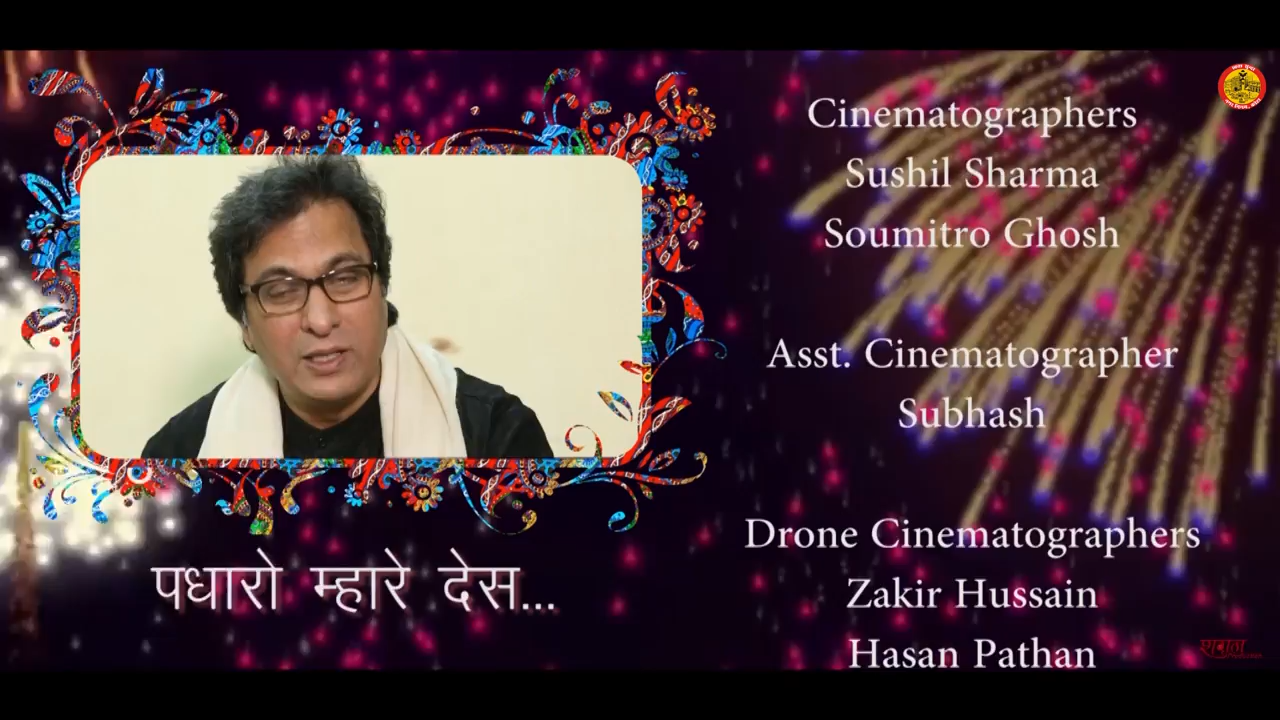 Cinematographers
Sushil Sharma
Soumitro Ghosh
Asst. Cinematographer
Subhash
Drone Cinematographers
Zakir Hussain
Hasan Pathan
पधारो म्हारे देस...